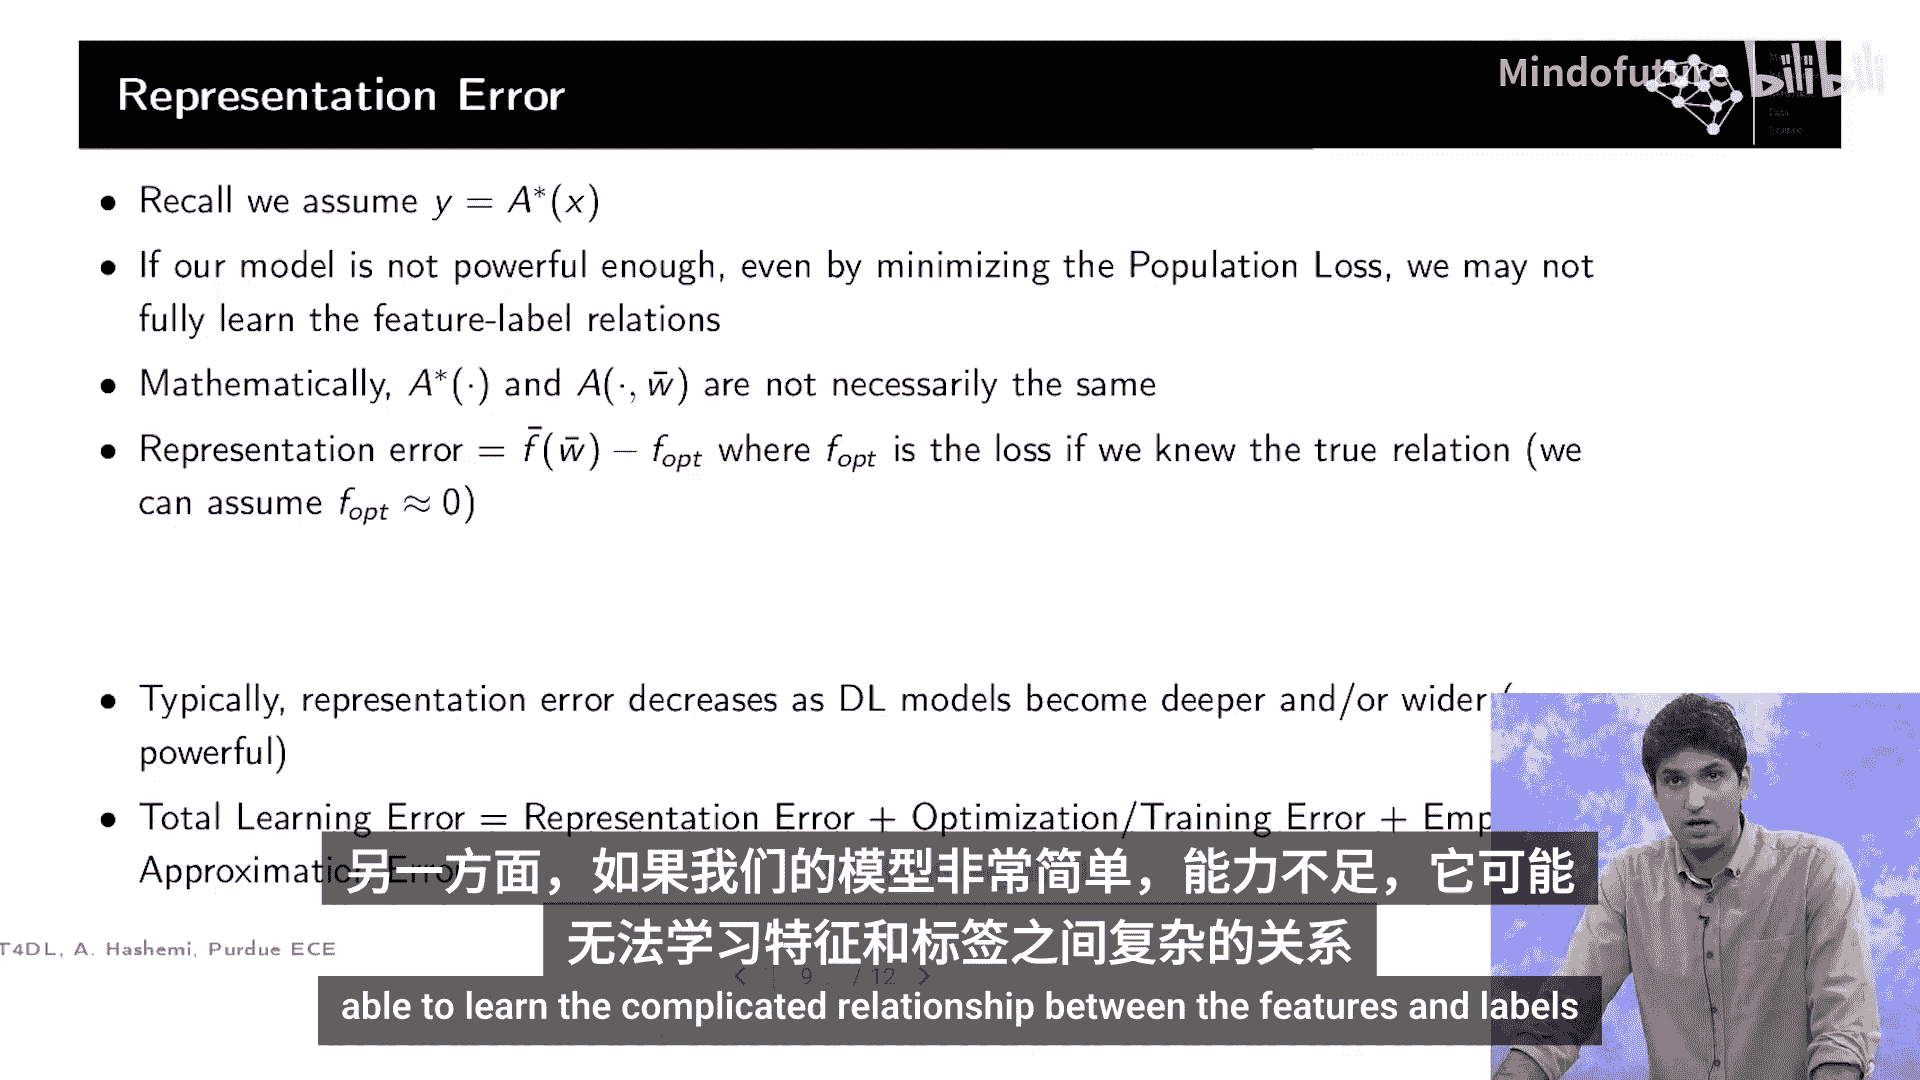 Representation Error
Mindofuture
bilibili
Data
Science
• Recall we assume y = A*(x)
• If our model is not powerful enough, even by minimizing the Population Loss, we may not
fully learn the feature-label relations
• Mathematically, A*(·) and A(·, w̄) are not necessarily the same
• Representation error = f̄(w̄) − f_opt where f_opt is the loss if we knew the true relation (we
can assume f_opt ≈ 0)
• Typically, representation error decreases as DL models become deeper and/or wider (
powerful)
• Total Learning Error = Representation Error + Optimization/Training Error + Emp
Approximation Error
另一方面，如果我们的模型非常简单，能力不足，它可能
无法学习特征和标签之间复杂的关系
T4DL, A. Hashemi, Purdue ECE
9 / 12
able to learn the complicated relationship between the features and labels